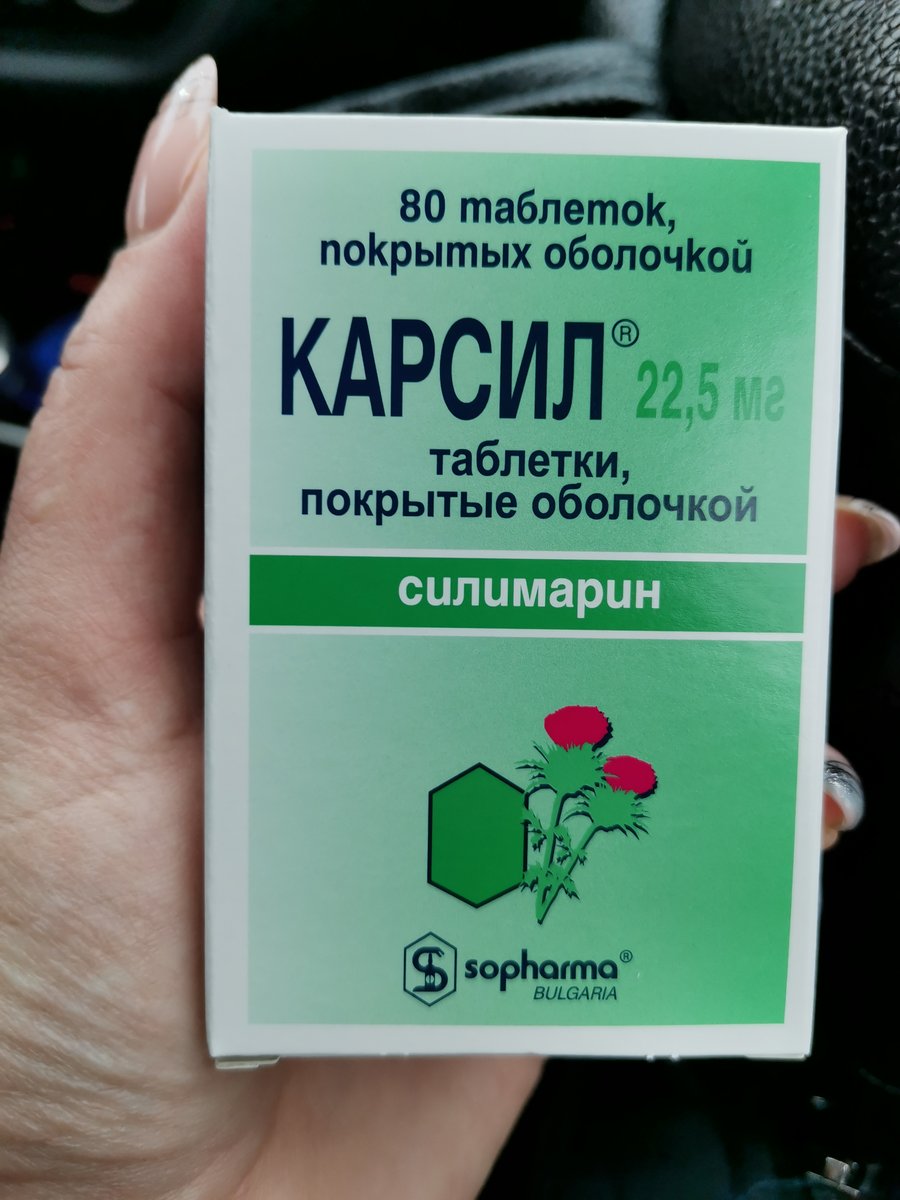 80 таблеток,
покрытых оболочкой
КАРСИЛ® 22,5 мг
таблетки,
покрытые оболочкой
силимарин
sopharma®
BULGARIA